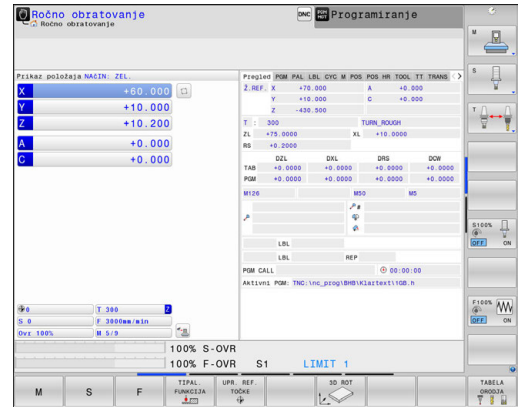 Ročno obratovanje
Ročno obratovanje
DNC
Programiranje
Prikaz položaja NAČIN: ZEL.
X +60.000
Y +10.000
Z +10.200
A +0.000
C +0.000
0 T 300 Z
S 0 F 3000mm/min
Ovr 100% M 5/9
Pregled PGM PAL LBL CYC M POS POS HR TOOL TT TRANS
Ž.REF. X +70.000 A +0.000
Y +10.000 C +0.000
Z -430.500
T : 300 TURN_ROUGH
ZL +75.0000 XL +10.0000
RS +0.2000
DZL DXL DRS DCW
TAB +0.0000 +0.0000 +0.0000 +0.0000
PGM +0.0000 +0.0000 +0.0000 +0.0000
M126 M50 M5
LBL
LBL REP
PGM CALL 00:00:00
Aktivni PGM: TNC:\nc_prog\BHB\Klartext\1GB.h
100% S-OVR
100% F-OVR S1 LIMIT 1
M
S
F
TIPAL. FUNKCIJA
UPR. REF. TOČKE
3D ROT
TABELA ORODJA
M
S
T
S100%
OFF ON
F100%
OFF ON